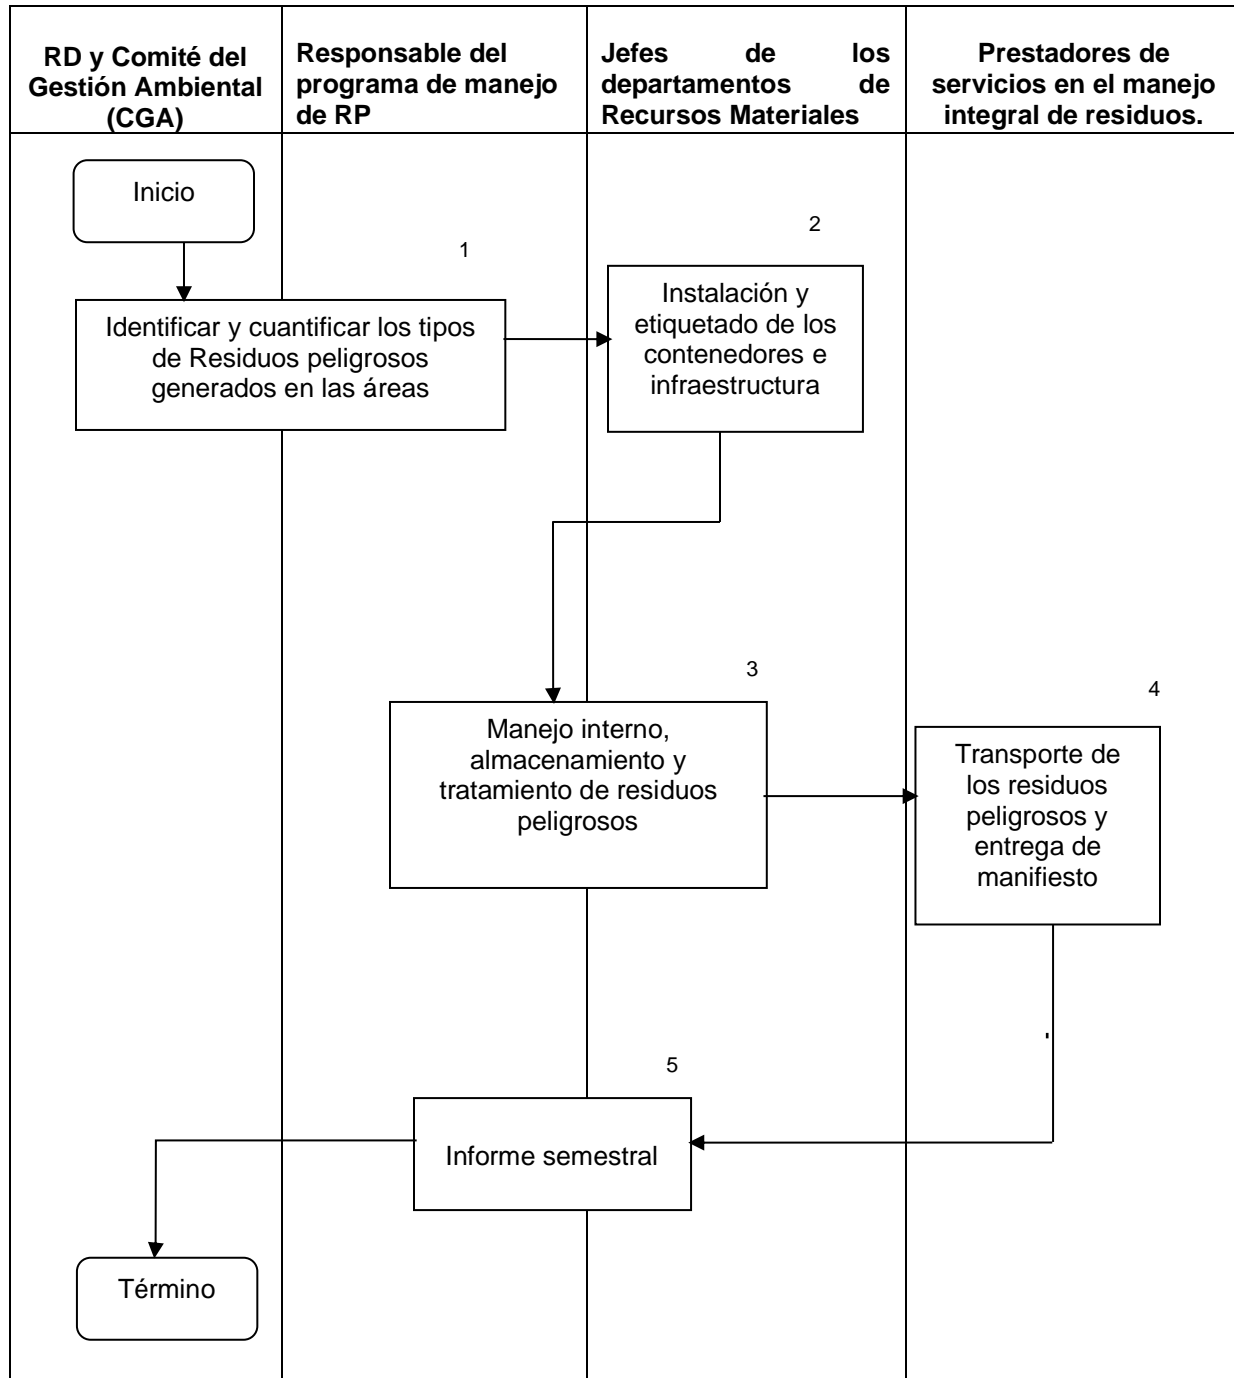 RD y Comité del
Gestión Ambiental
(CGA)
Responsable del
programa de manejo
de RP
Jefes de los
departamentos de
Recursos Materiales
Prestadores de
servicios en el manejo
integral de residuos.
Inicio
1
Identificar y cuantificar los tipos
de Residuos peligrosos
generados en las áreas
2
Instalación y
etiquetado de los
contenedores e
infraestructura
3
Manejo interno,
almacenamiento y
tratamiento de residuos
peligrosos
4
Transporte de
los residuos
peligrosos y
entrega de
manifiesto
5
Informe semestral
Término